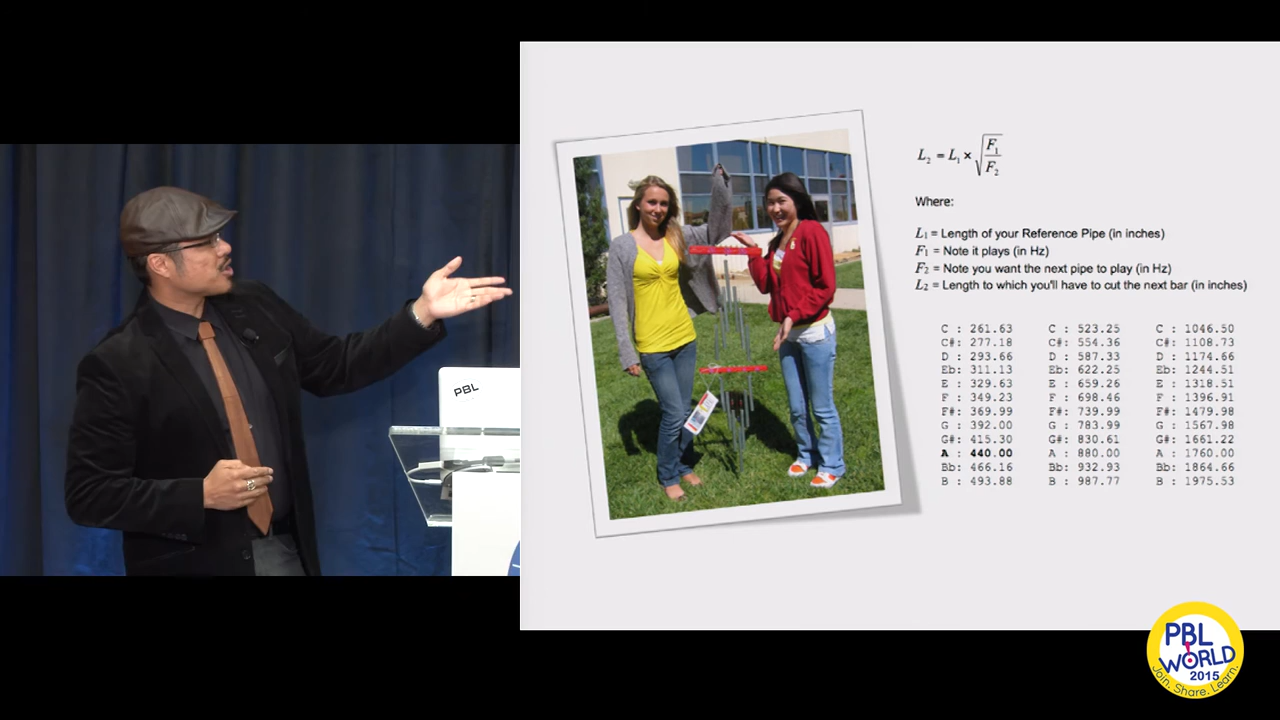 PBL
L₂ = L₁ × √F₁/F₂
Where:
L₁ = Length of your Reference Pipe (in inches)
F₁ = Note it plays (in Hz)
F₂ = Note you want the next pipe to play (in Hz)
L₂ = Length to which you'll have to cut the next bar (in inches)
C : 261.63 C : 523.25 C : 1046.50
C#: 277.18 C#: 554.36 C#: 1108.73
D : 293.66 D : 587.33 D : 1174.66
Eb: 311.13 Eb: 622.25 Eb: 1244.51
E : 329.63 E : 659.26 E : 1318.51
F : 349.23 F : 698.46 F : 1396.91
F#: 369.99 F#: 739.99 F#: 1479.98
G : 392.00 G : 783.99 G : 1567.98
G#: 415.30 G#: 830.61 G#: 1661.22
A : 440.00 A : 880.00 A : 1760.00
Bb: 466.16 Bb: 932.93 Bb: 1864.66
B : 493.88 B : 987.77 B : 1975.53
PBL
WORLD
2015
Join. Share. Learn.